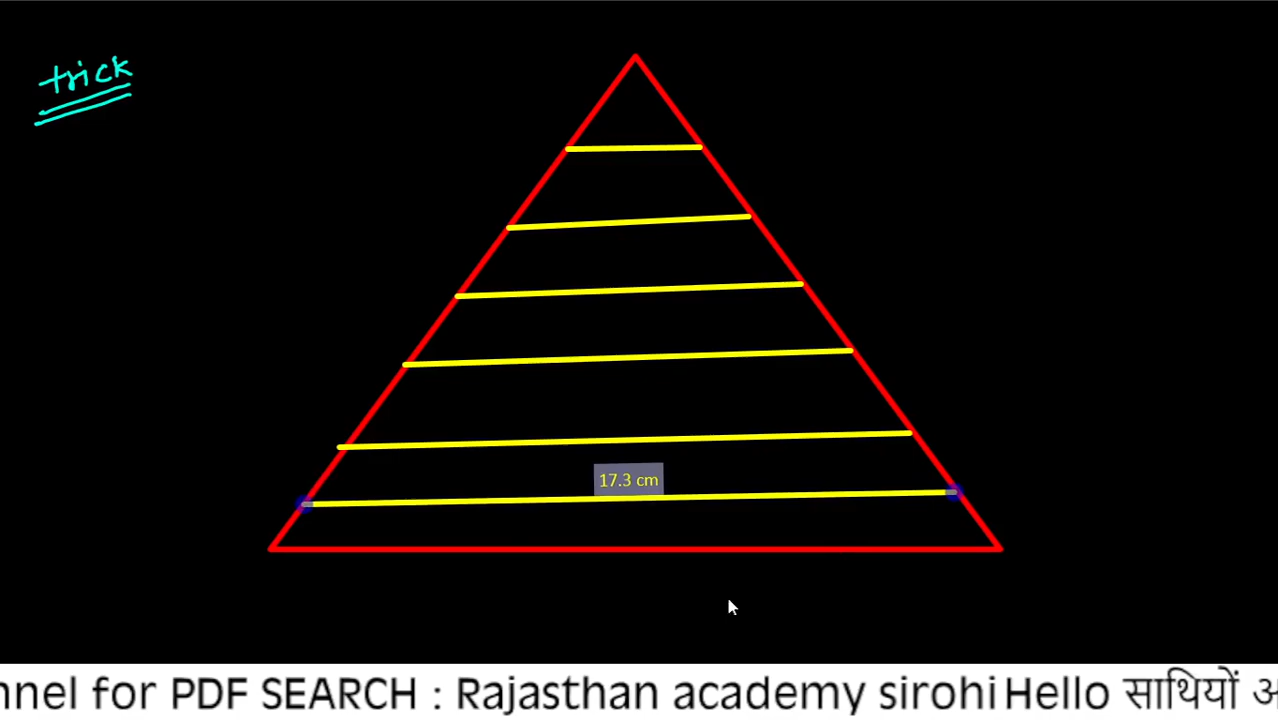 trick
17.3 cm
nnel for PDF SEARCH : Rajasthan academy sirohi Hello साथियों अ